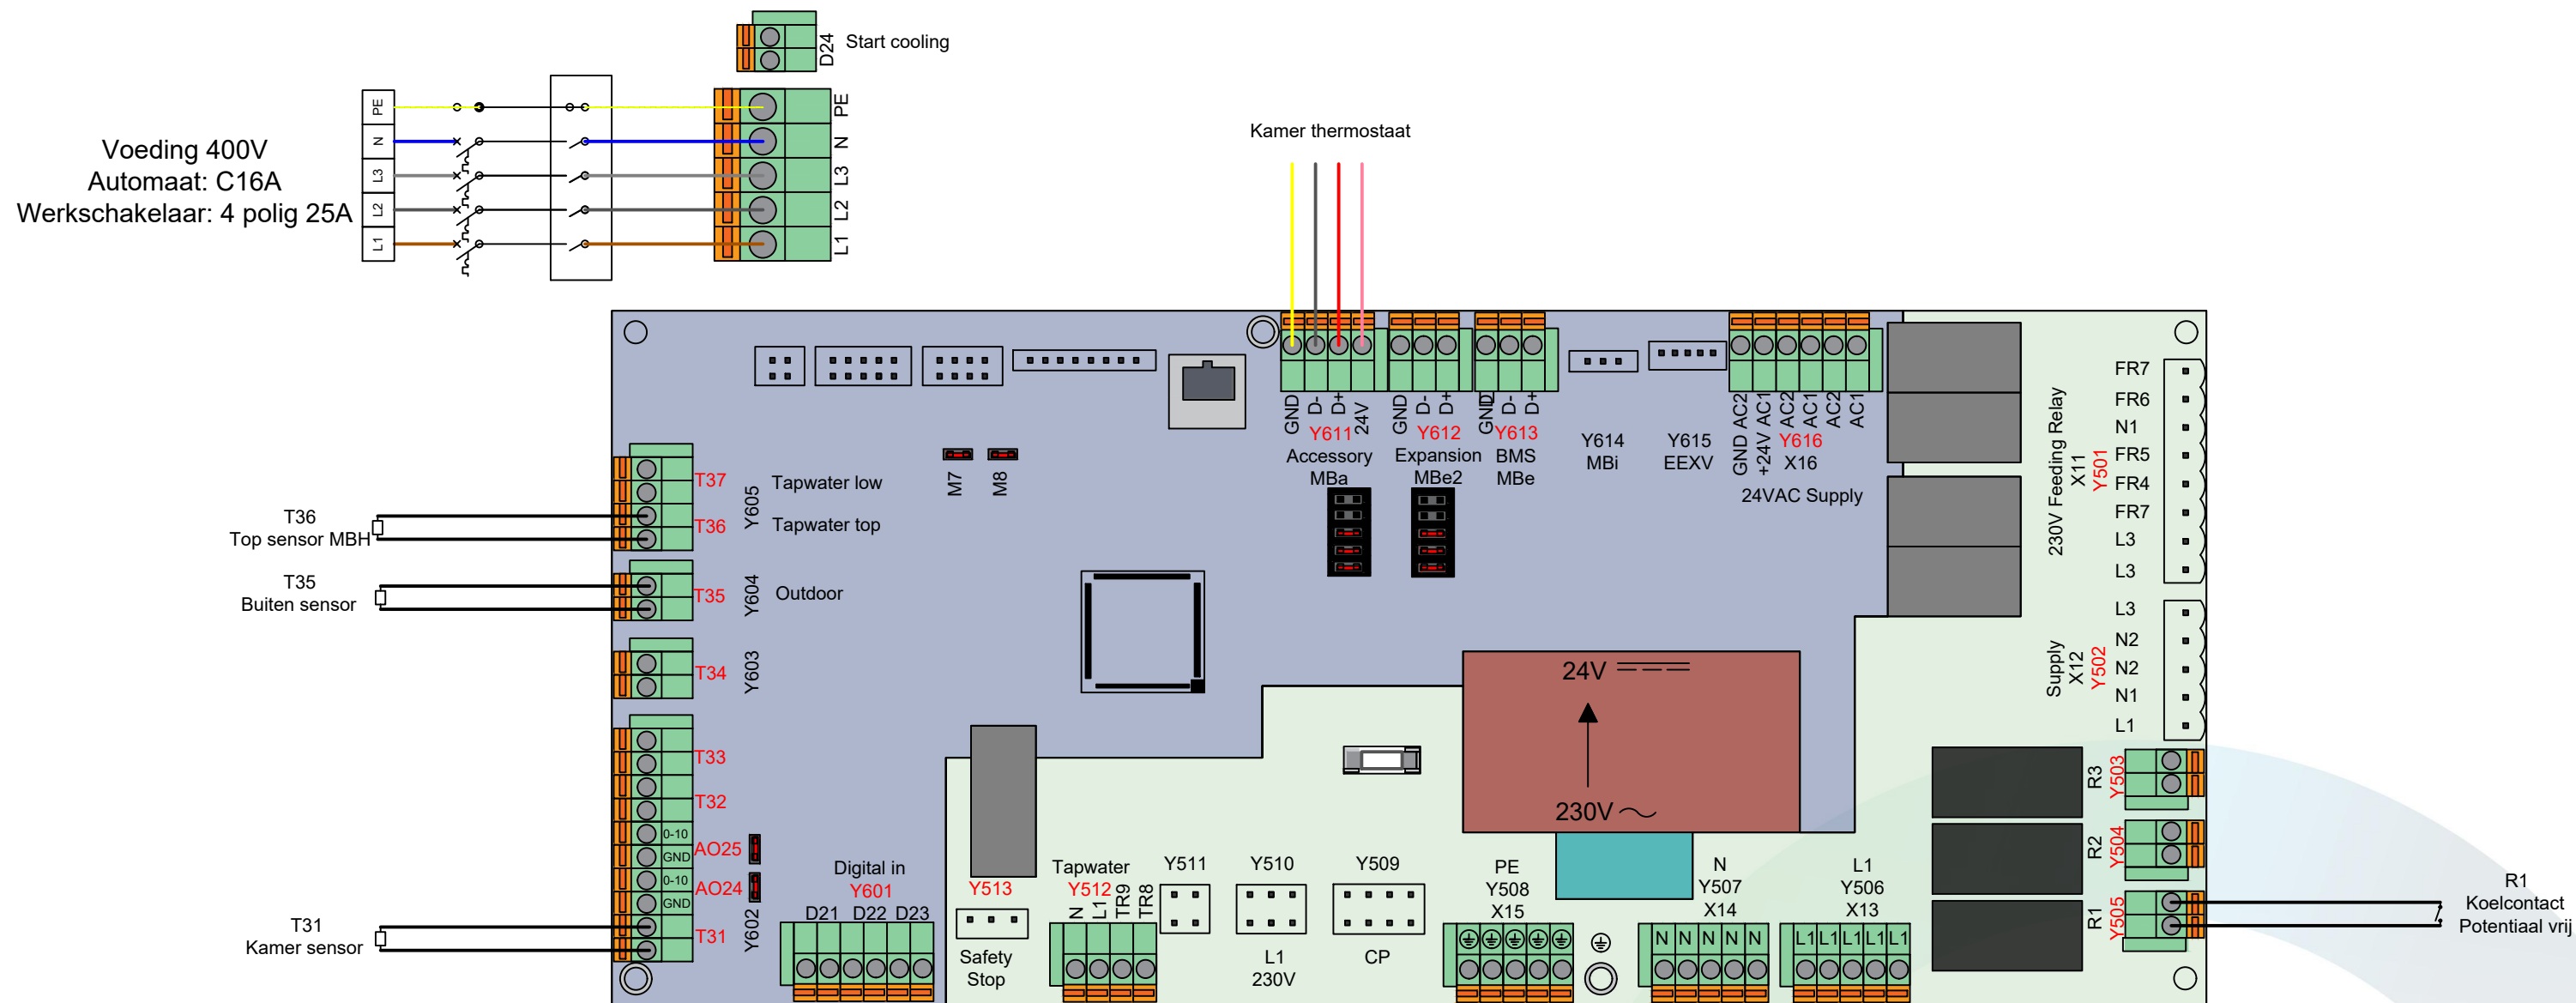 D24
Start cooling
Voeding 400V
Automaat: C16A
Werkschakelaar: 4 polig 25A
PE
N
L3
L2
L1
PE
N
L3
L2
L1
Kamer thermostaat
GND
D-
D+
24V
Y611
Accessory
MBa
GND
D-
D+
Y612
Expansion
MBe2
GND
D-
D+
Y613
BMS
MBe
Y614
MBi
Y615
EEXV
GND AC2
+24V AC1
AC2
AC1
AC2
AC1
Y616
X16
24VAC Supply
230V Feeding Relay
X11
Y501
FR7
FR6
N1
FR5
FR4
FR7
L3
L3
Supply
X12
Y502
L3
N2
N2
N1
L1
M7
M8
T37
T36
Y605
Tapwater low
Tapwater top
T36
Top sensor MBH
T35
Buiten sensor
T35
Y604
Outdoor
T34
Y603
T33
T32
0-10
GND
AO25
0-10
GND
AO24
T31
Y602
T31
Kamer sensor
24V
230V
Digital in
Y601
D21 D22 D23
Y513
Safety
Stop
Tapwater
Y512
N
L1
TR9
TR8
Y511
Y510
L1
230V
Y509
CP
PE
Y508
X15
N
Y507
X14
N N N N N
L1
Y506
X13
L1 L1 L1 L1 L1
R3
Y503
R2
Y504
R1
Y505
R1
Koelcontact
Potentiaal vrij